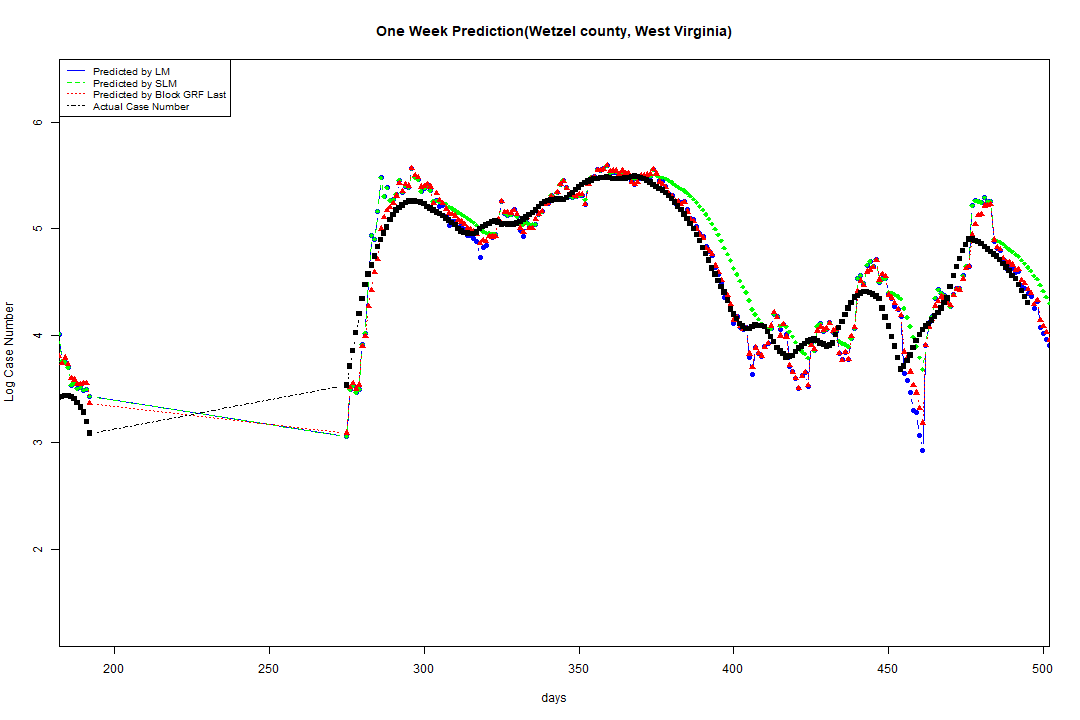 One Week Prediction(Wetzel county, West Virginia)
Predicted by LM
Predicted by SLM
Predicted by Block GRF Last
Actual Case Number
6
5
4
3
2
Log Case Number
200 250 300 350 400 450 500
days